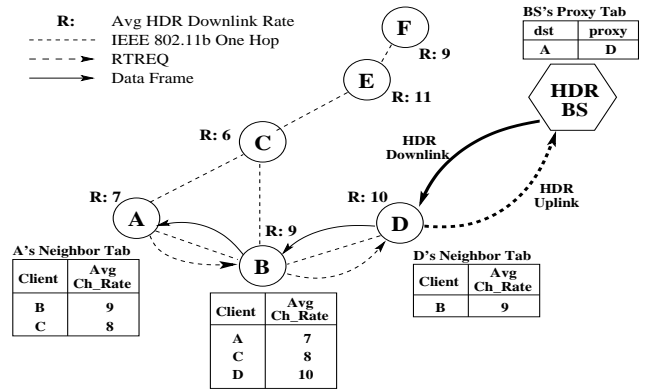 R: Avg HDR Downlink Rate
IEEE 802.11b One Hop
RTREQ
Data Frame
BS's Proxy Tab
dst proxy
A D
F
R: 9
E
R: 11
HDR
BS
R: 6
C
HDR
Downlink
HDR
Uplink
R: 7
A
R: 10
D
R: 9
B
A's Neighbor Tab
Client Avg
Ch_Rate
B 9
C 8
Client Avg
Ch_Rate
A 7
C 8
D 10
D's Neighbor Tab
Client Avg
Ch_Rate
B 9